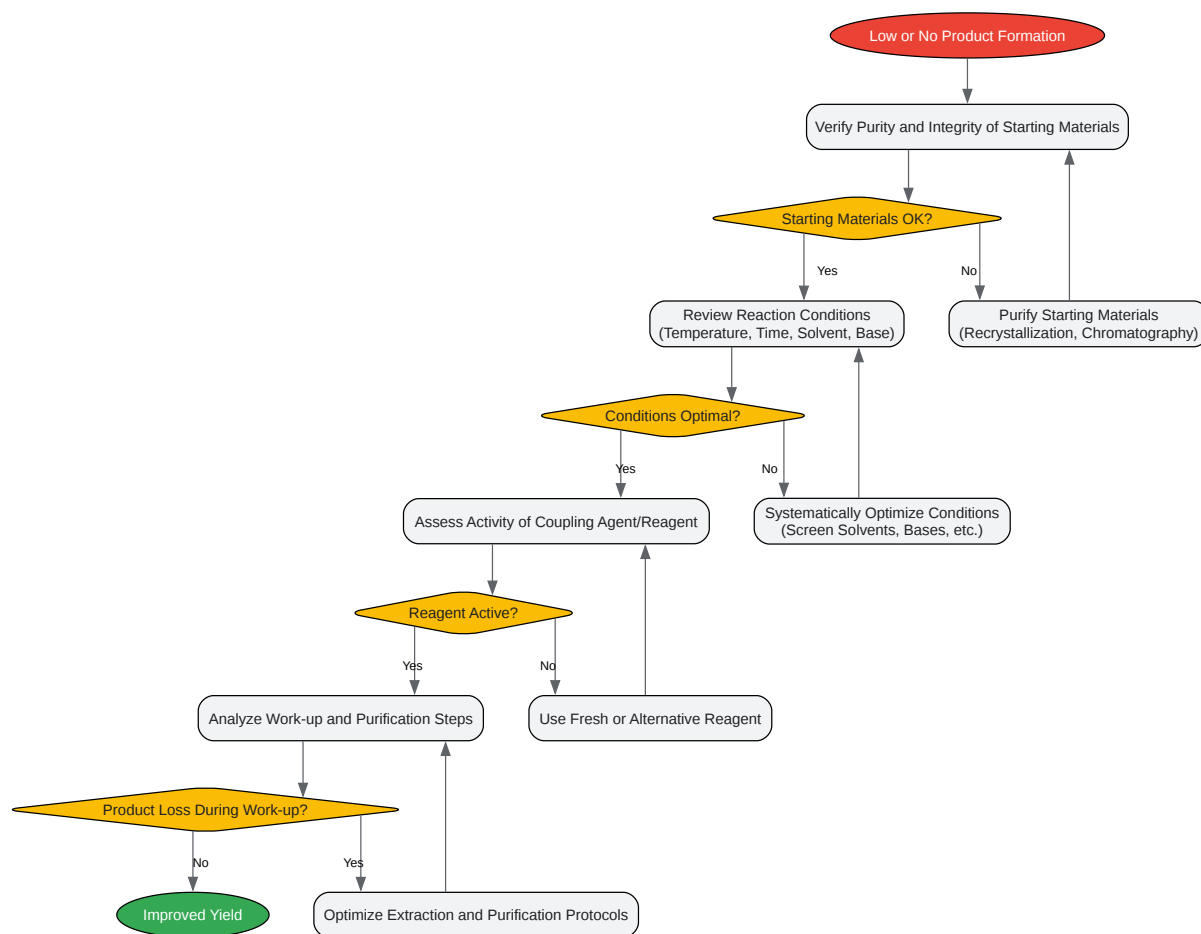 Low or No Product Formation
Verify Purity and Integrity of Starting Materials
Starting Materials OK?
Yes
No
Review Reaction Conditions
(Temperature, Time, Solvent, Base)
Purify Starting Materials
(Recrystallization, Chromatography)
Conditions Optimal?
Yes
No
Assess Activity of Coupling Agent/Reagent
Systematically Optimize Conditions
(Screen Solvents, Bases, etc.)
Reagent Active?
Yes
No
Analyze Work-up and Purification Steps
Use Fresh or Alternative Reagent
Product Loss During Work-up?
No
Yes
Improved Yield
Optimize Extraction and Purification Protocols